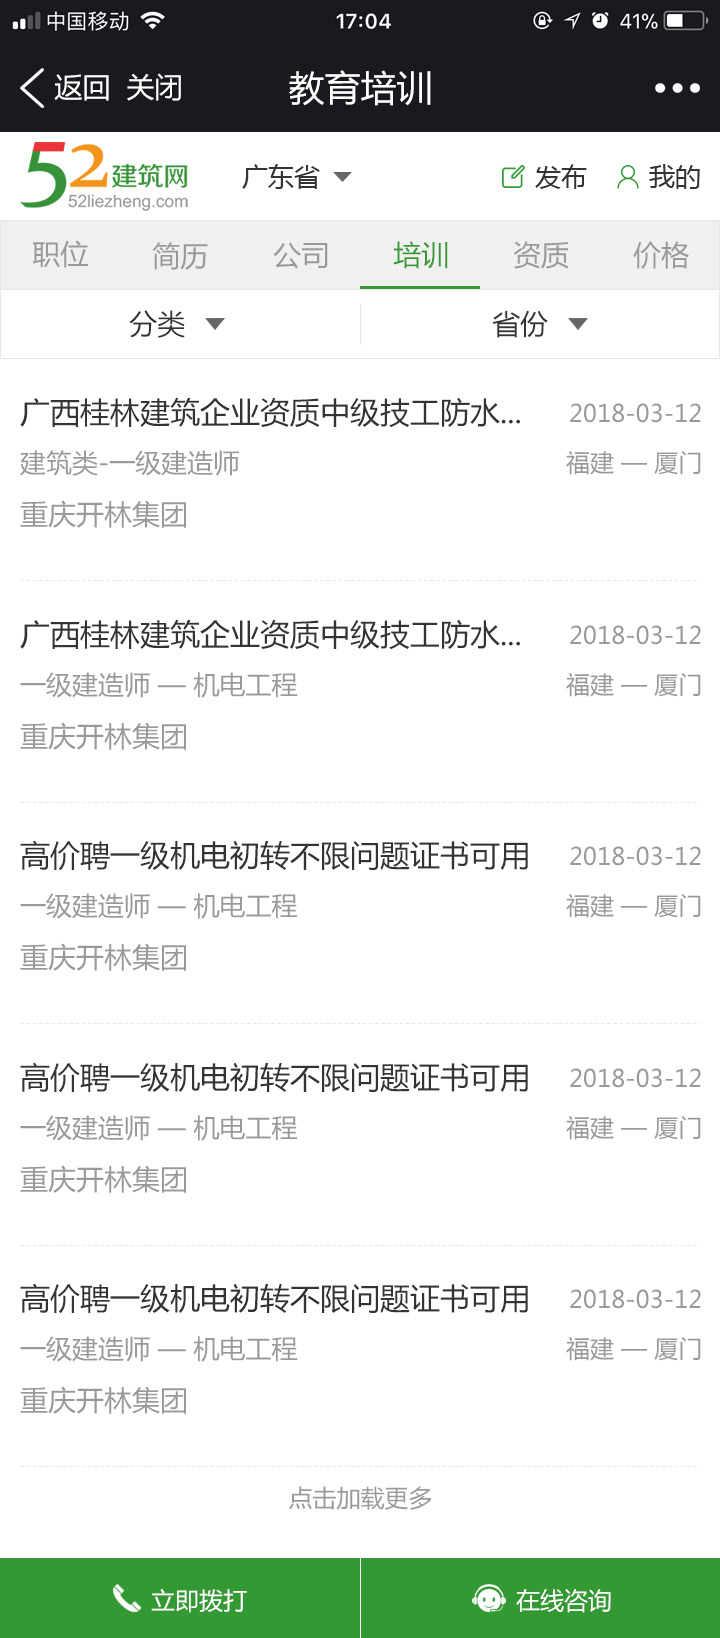 中国移动 17:04 41%
返回 关闭 教育培训
52建筑网 广东省 发布 我的
52liezheng.com
职位 简历 公司 培训 资质 价格
分类 省份
广西桂林建筑企业资质中级技工防水... 2018-03-12
建筑类-一级建造师 福建 — 厦门
重庆开林集团
广西桂林建筑企业资质中级技工防水... 2018-03-12
一级建造师 — 机电工程 福建 — 厦门
重庆开林集团
高价聘一级机电初转不限问题证书可用 2018-03-12
一级建造师 — 机电工程 福建 — 厦门
重庆开林集团
高价聘一级机电初转不限问题证书可用 2018-03-12
一级建造师 — 机电工程 福建 — 厦门
重庆开林集团
高价聘一级机电初转不限问题证书可用 2018-03-12
一级建造师 — 机电工程 福建 — 厦门
重庆开林集团
点击加载更多
立即拨打 在线咨询